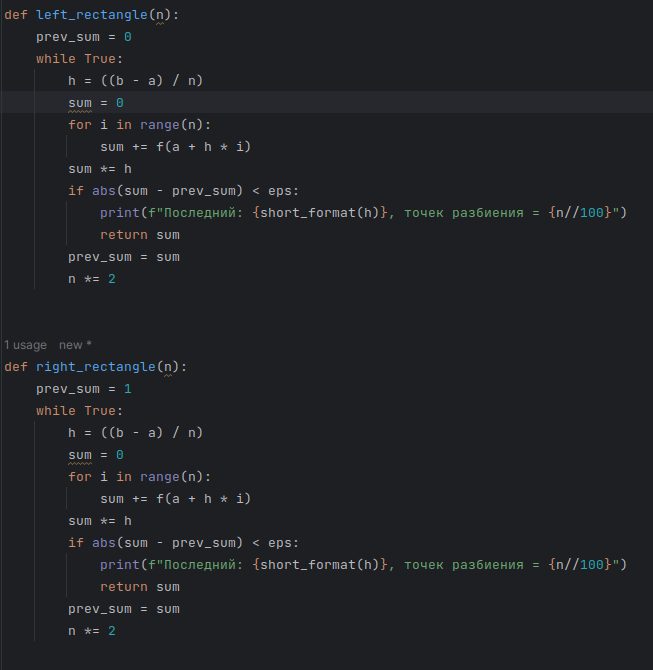 def left_rectangle(n):
    prev_sum = 0
    while True:
        h = ((b - a) / n)
        sum = 0
        for i in range(n):
            sum += f(a + h * i)
        sum *= h
        if abs(sum - prev_sum) < eps:
            print(f"Последний: {short_format(h)}, точек разбиения = {n//100}")
            return sum
        prev_sum = sum
        n *= 2
1 usage   new *
def right_rectangle(n):
    prev_sum = 1
    while True:
        h = ((b - a) / n)
        sum = 0
        for i in range(n):
            sum += f(a + h * i)
        sum *= h
        if abs(sum - prev_sum) < eps:
            print(f"Последний: {short_format(h)}, точек разбиения = {n//100}")
            return sum
        prev_sum = sum
        n *= 2